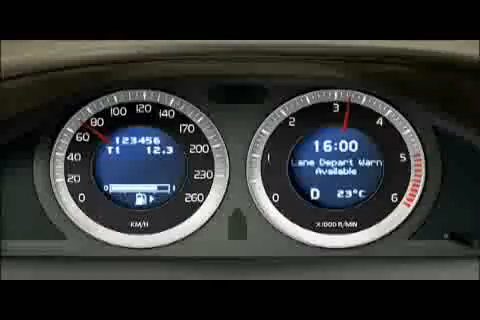 0 20 40 60 80 100 120 140 170 200 230 260
123456
T1 12.3
0 1
KM/H
0 1 2 3 4 5 6
16:00
Lane Depart Warn
Available
D 23°C
X1000 R/MIN